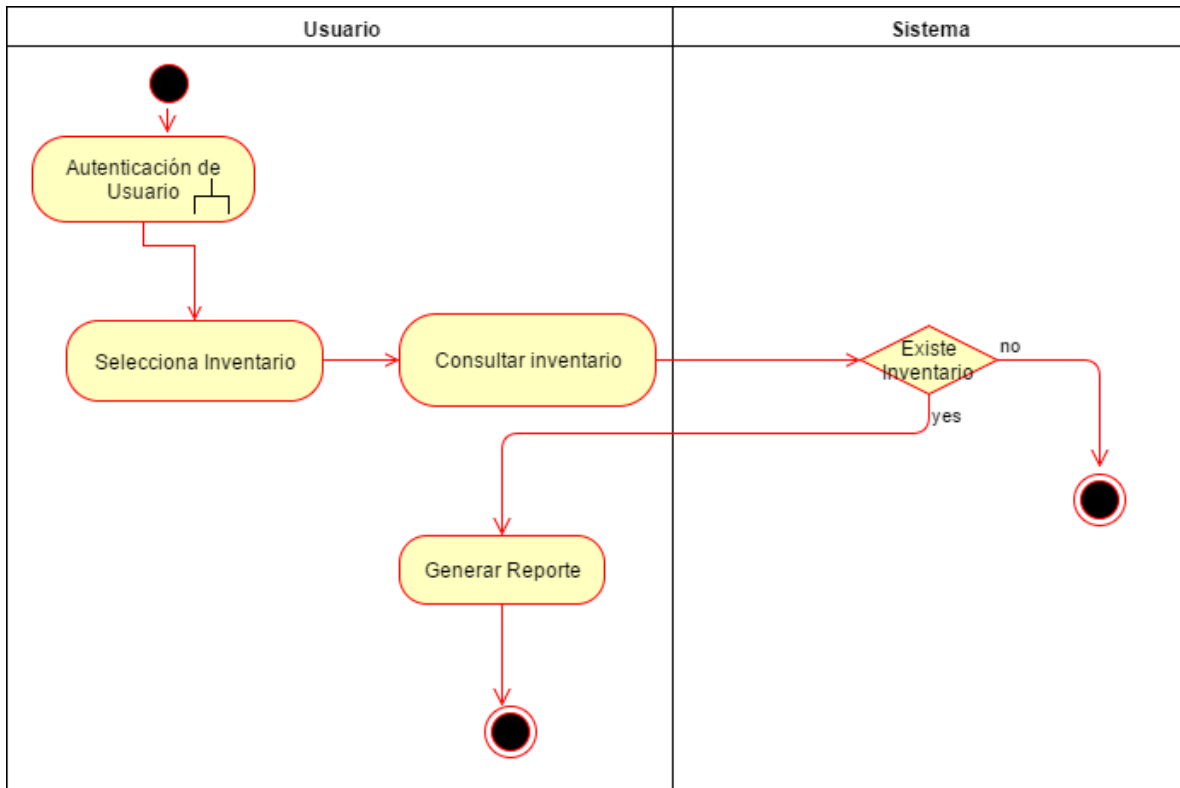 Usuario
Sistema
Autenticación de
Usuario
Selecciona Inventario
Consultar inventario
Existe
Inventario
no
yes
Generar Reporte